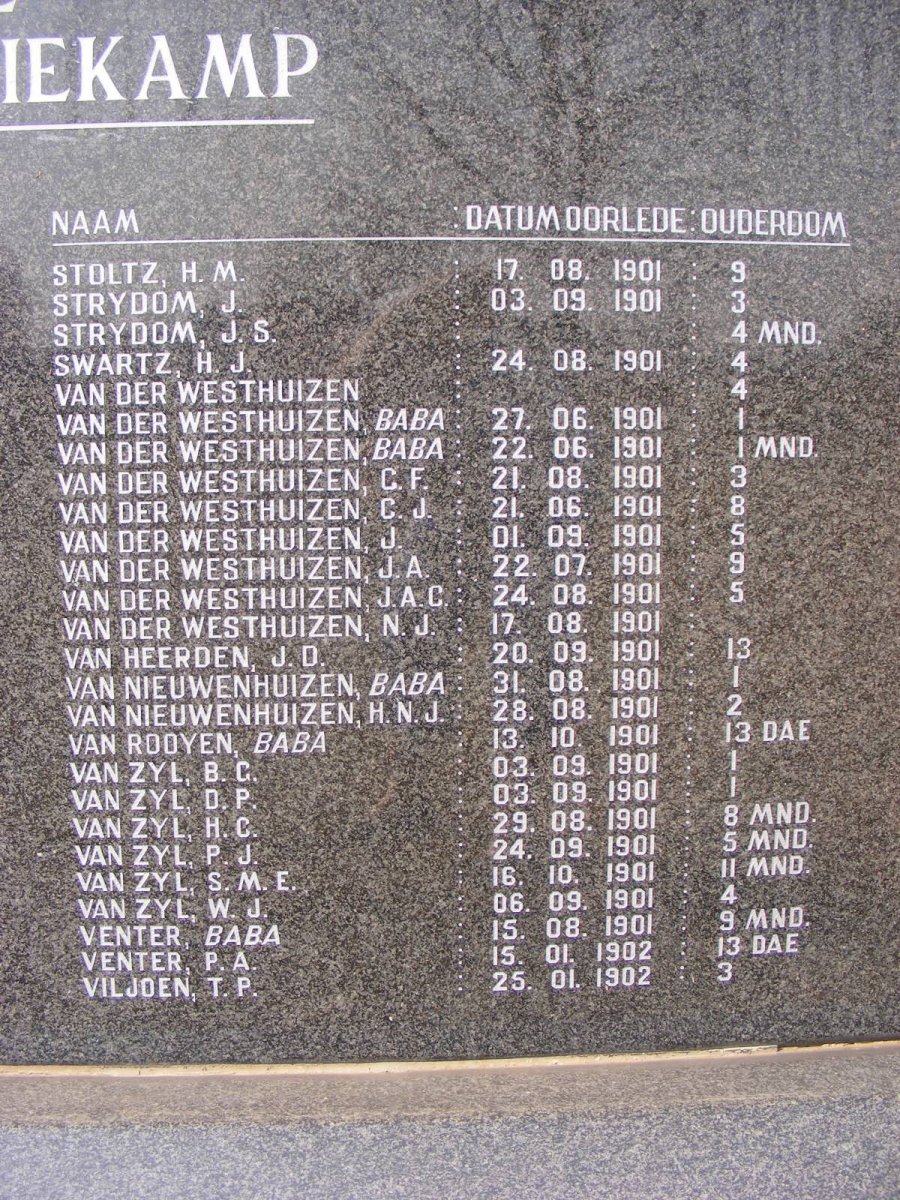 IEKAMP
NAAM : DATUM OORLEDE : OUDERDOM
STOLTZ, H. M. : 17. 08. 1901 : 9
STRYDOM, J. : 03. 09. 1901 : 3
STRYDOM, J. S. : : 4 MND.
SWARTZ, H. J. : 24. 08. 1901 : 4
VAN DER WESTHUIZEN : : 4
VAN DER WESTHUIZEN, BABA : 27. 06. 1901 : 1
VAN DER WESTHUIZEN, BABA : 22. 06. 1901 : 1 MND.
VAN DER WESTHUIZEN, C. F. : 21. 08. 1901 : 3
VAN DER WESTHUIZEN, C. J. : 21. 06. 1901 : 8
VAN DER WESTHUIZEN, J. : 01. 09. 1901 : 5
VAN DER WESTHUIZEN, J. A. : 22. 07. 1901 : 9
VAN DER WESTHUIZEN, J. A. C. : 24. 08. 1901 : 5
VAN DER WESTHUIZEN, N. J. : 17. 08. 1901 :
VAN HEERDEN, J. D. : 20. 09. 1901 : 13
VAN NIEUWENHUIZEN, BABA : 31. 08. 1901 : 1
VAN NIEUWENHUIZEN, H. N. J. : 28. 08. 1901 : 2
VAN ROOYEN, BABA : 13. 10. 1901 : 13 DAE
VAN ZYL, B. C. : 03. 09. 1901 : 1
VAN ZYL, D. P. : 03. 09. 1901 : 1
VAN ZYL, H. C. : 29. 08. 1901 : 8 MND.
VAN ZYL, P. J. : 24. 09. 1901 : 5 MND.
VAN ZYL, S. M. E. : 16. 10. 1901 : 11 MND.
VAN ZYL, W. J. : 06. 09. 1901 : 4
VENTER, BABA : 15. 08. 1901 : 9 MND.
VENTER, P. A. : 15. 01. 1902 : 13 DAE
VILJOEN, T. P. : 25. 01. 1902 : 3